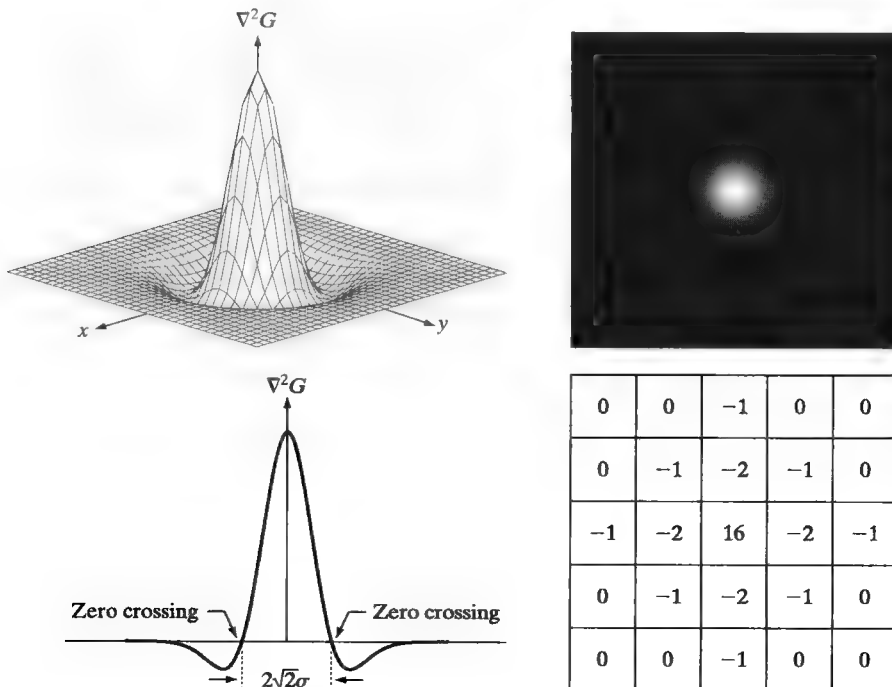 ∇²G
x
y
∇²G
Zero crossing
Zero crossing
2√2σ
0 0 −1 0 0
0 −1 −2 −1 0
−1 −2 16 −2 −1
0 −1 −2 −1 0
0 0 −1 0 0